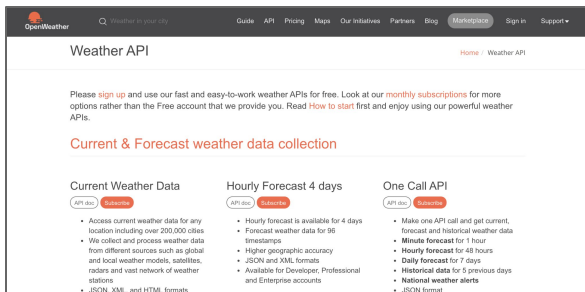 OpenWeather
Weather in your city
Guide API Pricing Maps Our Initiatives Partners Blog Marketplace Sign in Support
Weather API
Home / Weather API
Please sign up and use our fast and easy-to-work weather APIs for free. Look at our monthly subscriptions for more
options rather than the Free account that we provide you. Read How to start first and enjoy using our powerful weather
APIs.
Current & Forecast weather data collection
Current Weather Data
API doc Subscribe
• Access current weather data for any
location including over 200,000 cities
• We collect and process weather data
from different sources such as global
and local weather models, satellites,
radars and vast network of weather
stations
• JSON, XML, and HTML formats
Hourly Forecast 4 days
API doc Subscribe
• Hourly forecast is available for 4 days
• Forecast weather data for 96
timestamps
• Higher geographic accuracy
• JSON and XML formats
• Available for Developer, Professional
and Enterprise accounts
One Call API
API doc Subscribe
• Make one API call and get current,
forecast and historical weather data
• Minute forecast for 1 hour
• Hourly forecast for 48 hours
• Daily forecast for 7 days
• Historical data for 5 previous days
• National weather alerts
• JSON format